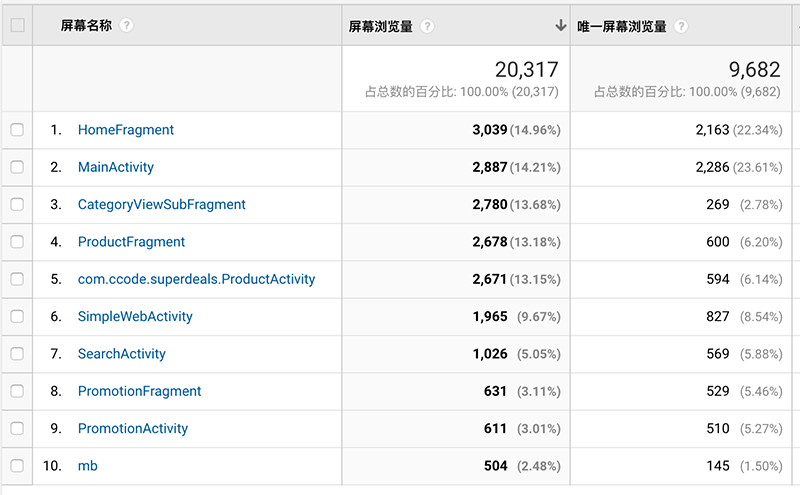 屏幕名称 ? 屏幕浏览量 ? ↓ 唯一屏幕浏览量 ?
20,317 9,682
占总数的百分比: 100.00% (20,317) 占总数的百分比: 100.00% (9,682)
1. HomeFragment 3,039 (14.96%) 2,163 (22.34%)
2. MainActivity 2,887 (14.21%) 2,286 (23.61%)
3. CategoryViewSubFragment 2,780 (13.68%) 269 (2.78%)
4. ProductFragment 2,678 (13.18%) 600 (6.20%)
5. com.ccode.superdeals.ProductActivity 2,671 (13.15%) 594 (6.14%)
6. SimpleWebActivity 1,965 (9.67%) 827 (8.54%)
7. SearchActivity 1,026 (5.05%) 569 (5.88%)
8. PromotionFragment 631 (3.11%) 529 (5.46%)
9. PromotionActivity 611 (3.01%) 510 (5.27%)
10. mb 504 (2.48%) 145 (1.50%)